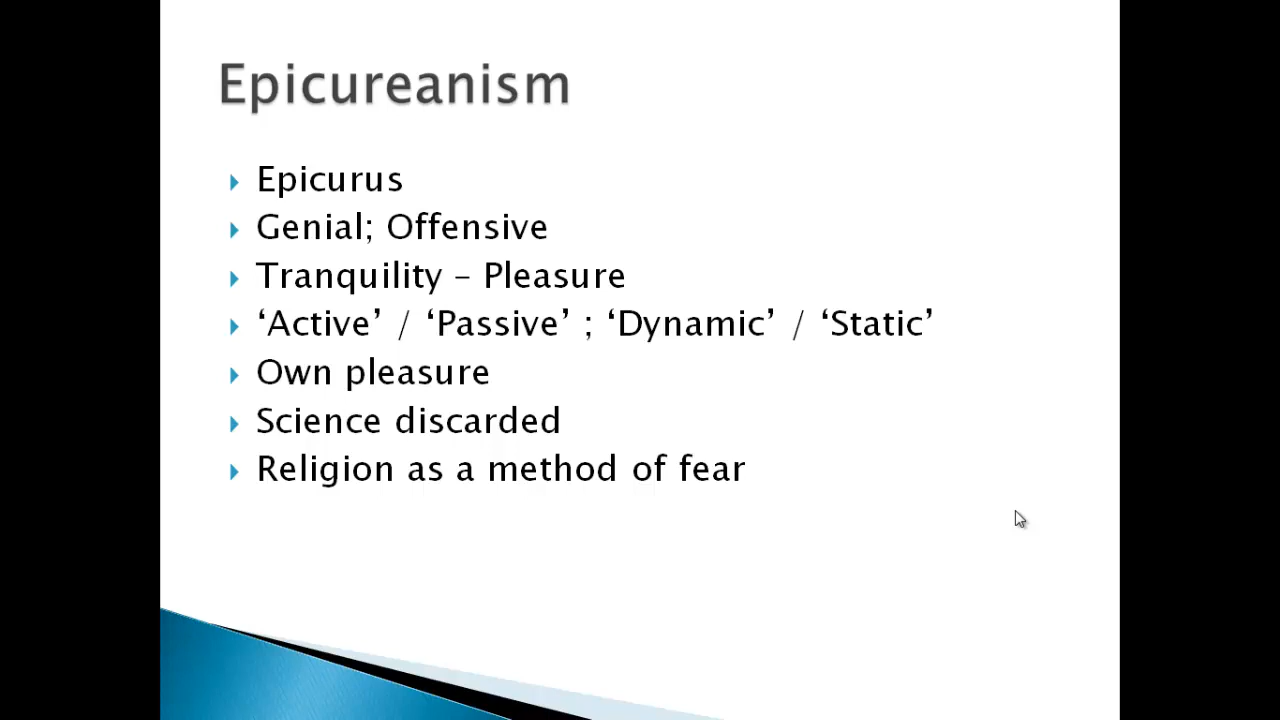 Epicureanism
Epicurus
Genial; Offensive
Tranquility – Pleasure
‘Active’ / ‘Passive’ ; ‘Dynamic’ / ‘Static’
Own pleasure
Science discarded
Religion as a method of fear